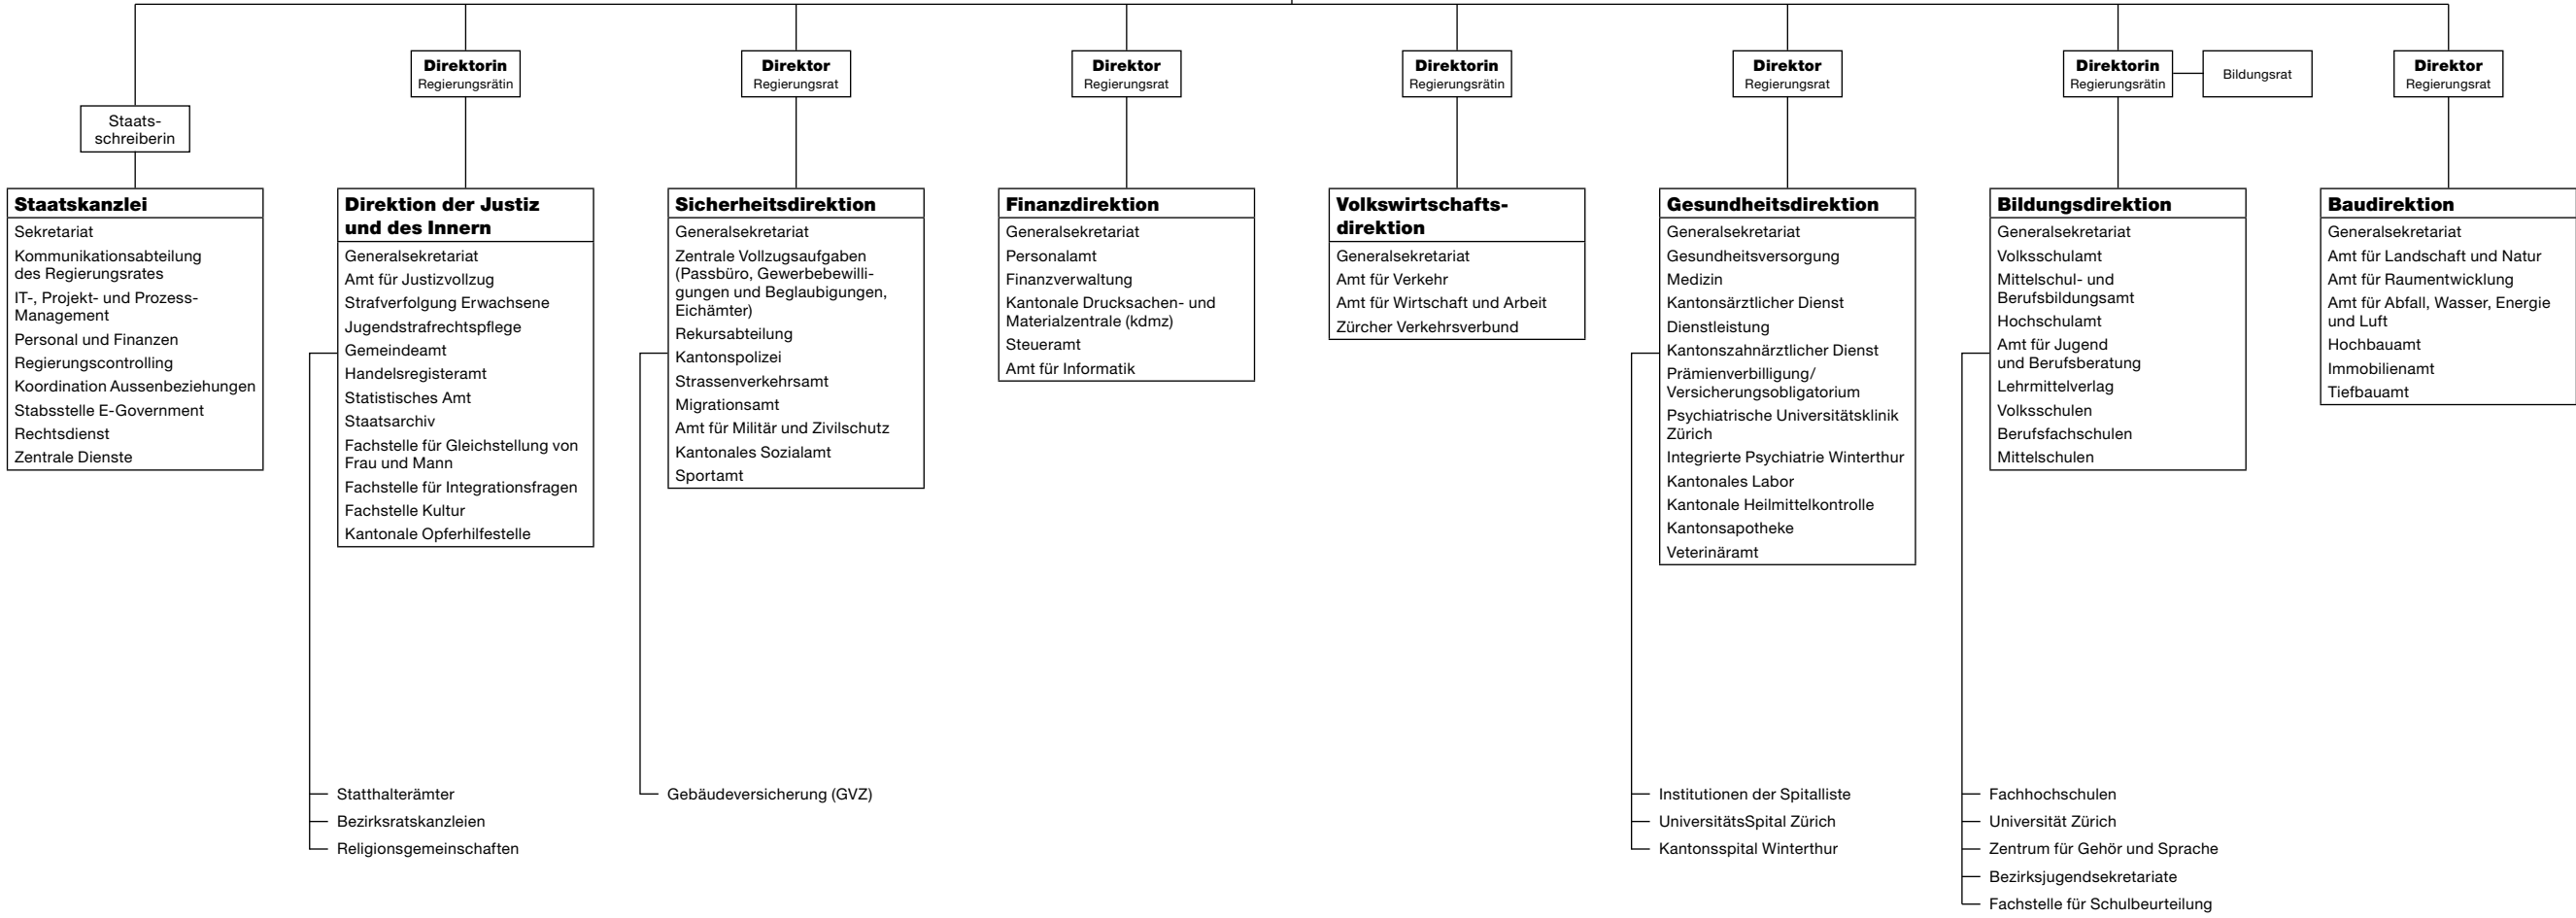 Direktorin
Regierungsrätin
Direktor
Regierungsrat
Direktor
Regierungsrat
Direktorin
Regierungsrätin
Direktor
Regierungsrat
Direktorin
Regierungsrätin
Bildungsrat
Direktor
Regierungsrat
Staats-
schreiberin
Staatskanzlei
Sekretariat
Kommunikationsabteilung
des Regierungsrates
IT-, Projekt- und Prozess-
Management
Personal und Finanzen
Regierungscontrolling
Koordination Aussenbeziehungen
Stabsstelle E-Government
Rechtsdienst
Zentrale Dienste
Direktion der Justiz
und des Innern
Generalsekretariat
Amt für Justizvollzug
Strafverfolgung Erwachsene
Jugendstrafrechtspflege
Gemeindeamt
Handelsregisteramt
Statistisches Amt
Staatsarchiv
Fachstelle für Gleichstellung von
Frau und Mann
Fachstelle für Integrationsfragen
Fachstelle Kultur
Kantonale Opferhilfestelle
Statthalterämter
Bezirksratskanzleien
Religionsgemeinschaften
Sicherheitsdirektion
Generalsekretariat
Zentrale Vollzugsaufgaben
(Passbüro, Gewerbebewilli-
gungen und Beglaubigungen,
Eichämter)
Rekursabteilung
Kantonspolizei
Strassenverkehrsamt
Migrationsamt
Amt für Militär und Zivilschutz
Kantonales Sozialamt
Sportamt
Gebäudeversicherung (GVZ)
Finanzdirektion
Generalsekretariat
Personalamt
Finanzverwaltung
Kantonale Drucksachen- und
Materialzentrale (kdmz)
Steueramt
Amt für Informatik
Volkswirtschafts-
direktion
Generalsekretariat
Amt für Verkehr
Amt für Wirtschaft und Arbeit
Zürcher Verkehrsverbund
Gesundheitsdirektion
Generalsekretariat
Gesundheitsversorgung
Medizin
Kantonsärztlicher Dienst
Dienstleistung
Kantonszahnärztlicher Dienst
Prämienverbilligung/
Versicherungsobligatorium
Psychiatrische Universitätsklinik
Zürich
Integrierte Psychiatrie Winterthur
Kantonales Labor
Kantonale Heilmittelkontrolle
Kantonsapotheke
Veterinäramt
Institutionen der Spitalliste
UniversitätsSpital Zürich
Kantonsspital Winterthur
Bildungsdirektion
Generalsekretariat
Volksschulamt
Mittelschul- und
Berufsbildungsamt
Hochschulamt
Amt für Jugend
und Berufsberatung
Lehrmittelverlag
Volksschulen
Berufsfachschulen
Mittelschulen
Fachhochschulen
Universität Zürich
Zentrum für Gehör und Sprache
Bezirksjugendsekretariate
Fachstelle für Schulbeurteilung
Baudirektion
Generalsekretariat
Amt für Landschaft und Natur
Amt für Raumentwicklung
Amt für Abfall, Wasser, Energie
und Luft
Hochbauamt
Immobilienamt
Tiefbauamt